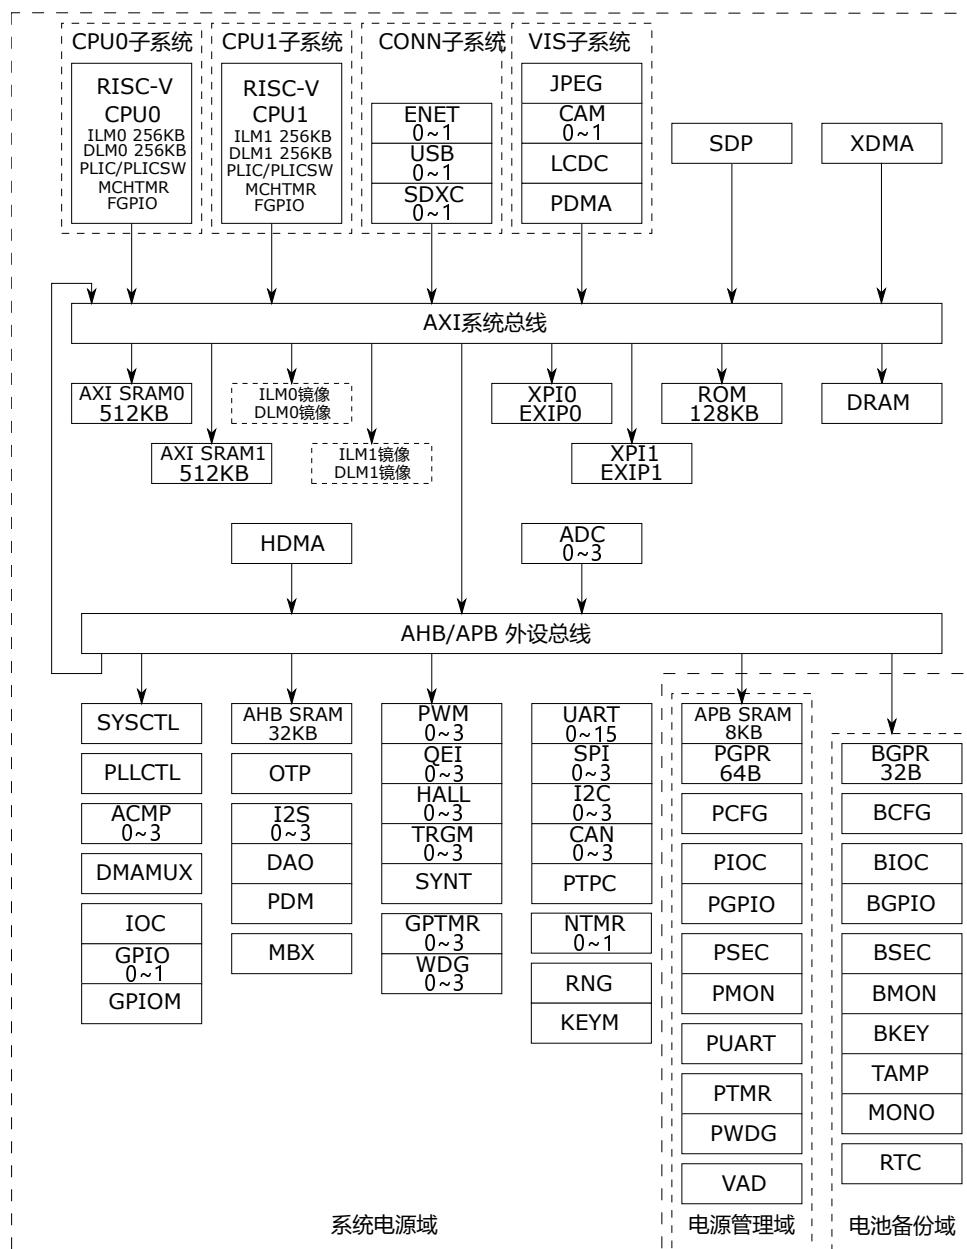 CPU0子系统
RISC-V
CPU0
ILM0 256KB
DLM0 256KB
PLIC/PLICSW
MCHTMR
FGPIO
CPU1子系统
RISC-V
CPU1
ILM1 256KB
DLM1 256KB
PLIC/PLICSW
MCHTMR
FGPIO
CONN子系统
ENET
0~1
USB
0~1
SDXC
0~1
VIS子系统
JPEG
CAM
0~1
LCDC
PDMA
SDP
XDMA
AXI系统总线
AXI SRAM0
512KB
AXI SRAM1
512KB
ILM0镜像
DLM0镜像
ILM1镜像
DLM1镜像
XPI0
EXIP0
XPI1
EXIP1
ROM
128KB
DRAM
HDMA
ADC
0~3
AHB/APB 外设总线
SYSCTL
PLLCTL
ACMP
0~3
DMAMUX
IOC
GPIO
0~1
GPIOM
AHB SRAM
32KB
OTP
I2S
0~3
DAO
PDM
MBX
PWM
0~3
QEI
0~3
HALL
0~3
TRGM
0~3
SYNT
GPTMR
0~3
WDG
0~3
UART
0~15
SPI
0~3
I2C
0~3
CAN
0~3
PTPC
NTMR
0~1
RNG
KEYM
APB SRAM
8KB
PGPR
64B
PCFG
PIOC
PGPIO
PSEC
PMON
PUART
PTMR
PWDG
VAD
BGPR
32B
BCFG
BIOC
BGPIO
BSEC
BMON
BKEY
TAMP
MONO
RTC
系统电源域
电源管理域
电池备份域